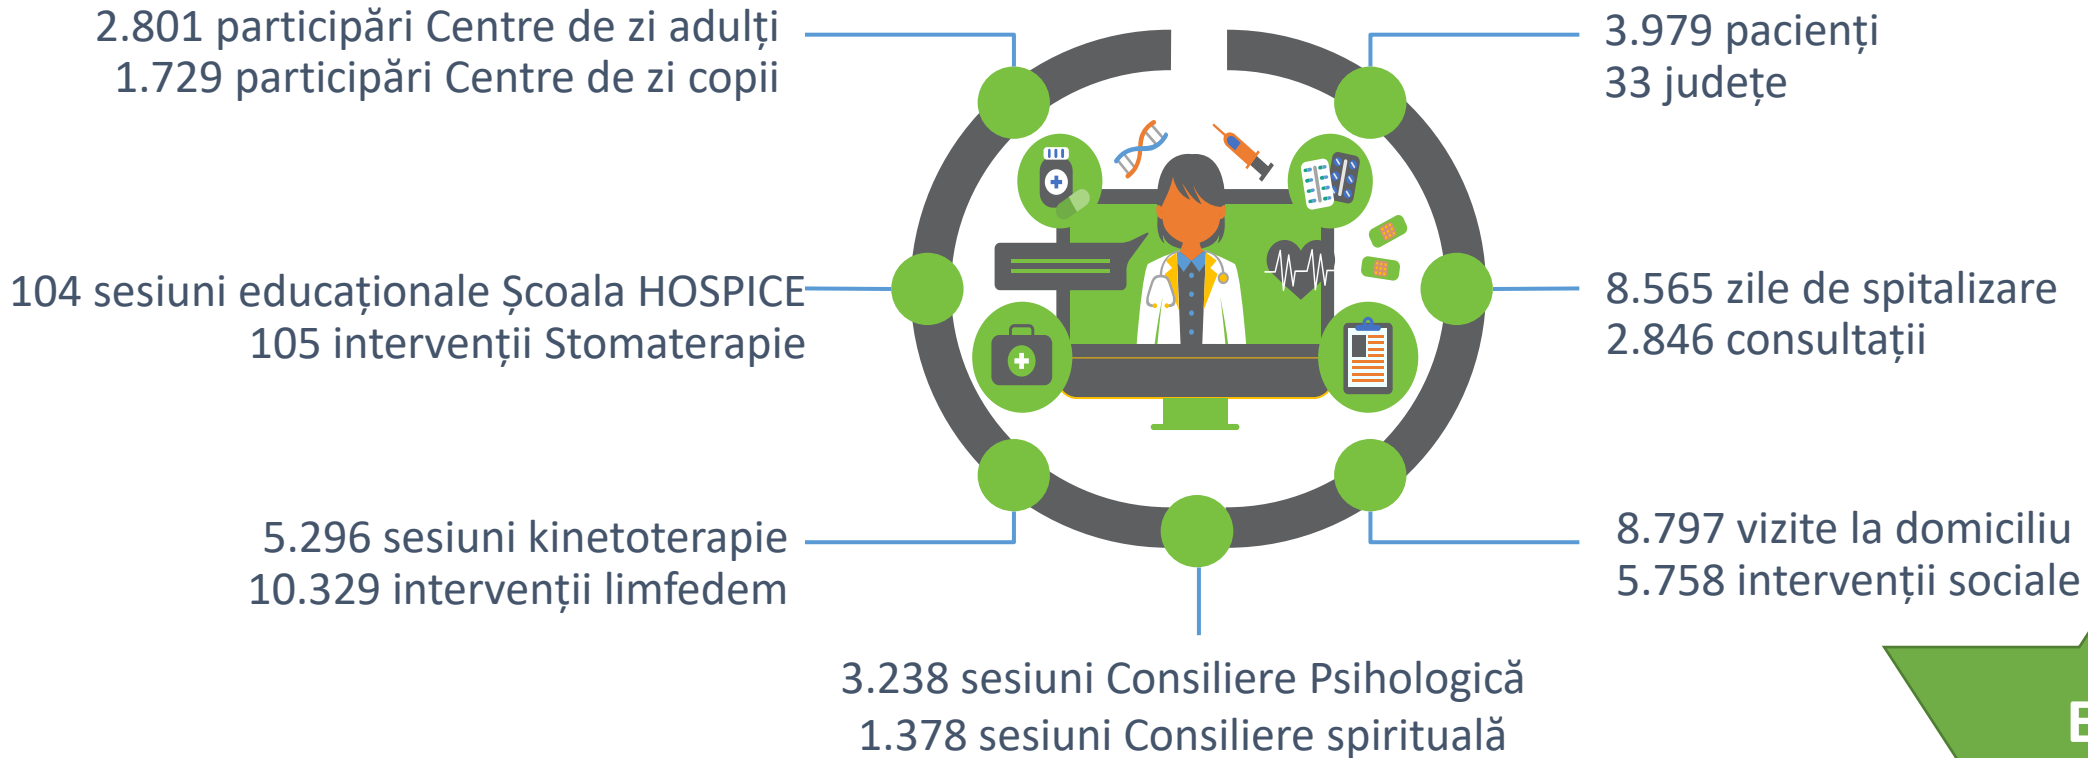 2.801 participări Centre de zi adulți
1.729 participări Centre de zi copii
3.979 pacienți
33 județe
104 sesiuni educaționale Școala HOSPICE
105 intervenții Stomaterapie
8.565 zile de spitalizare
2.846 consultații
5.296 sesiuni kinetoterapie
10.329 intervenții limfedem
8.797 vizite la domiciliu
5.758 intervenții sociale
3.238 sesiuni Consiliere Psihologică
1.378 sesiuni Consiliere spirituală